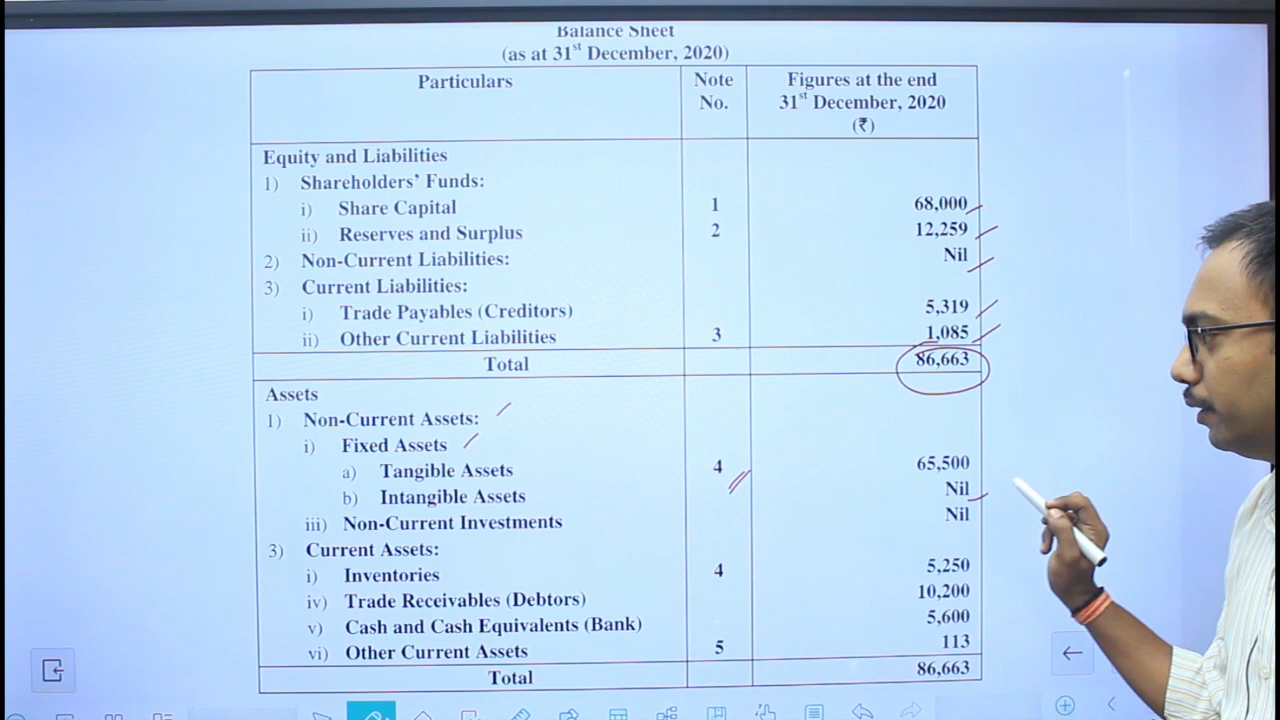 Balance Sheet
(as at 31st December, 2020)
Particulars Note No. Figures at the end 31st December, 2020 (₹)
Equity and Liabilities
1) Shareholders' Funds:
i) Share Capital 1 68,000
ii) Reserves and Surplus 2 12,259
2) Non-Current Liabilities: Nil
3) Current Liabilities:
i) Trade Payables (Creditors) 5,319
ii) Other Current Liabilities 3 1,085
Total 86,663
Assets
1) Non-Current Assets:
i) Fixed Assets
a) Tangible Assets 4 65,500
b) Intangible Assets Nil
iii) Non-Current Investments Nil
3) Current Assets:
i) Inventories 4 5,250
iv) Trade Receivables (Debtors) 10,200
v) Cash and Cash Equivalents (Bank) 5,600
vi) Other Current Assets 5 113
Total 86,663